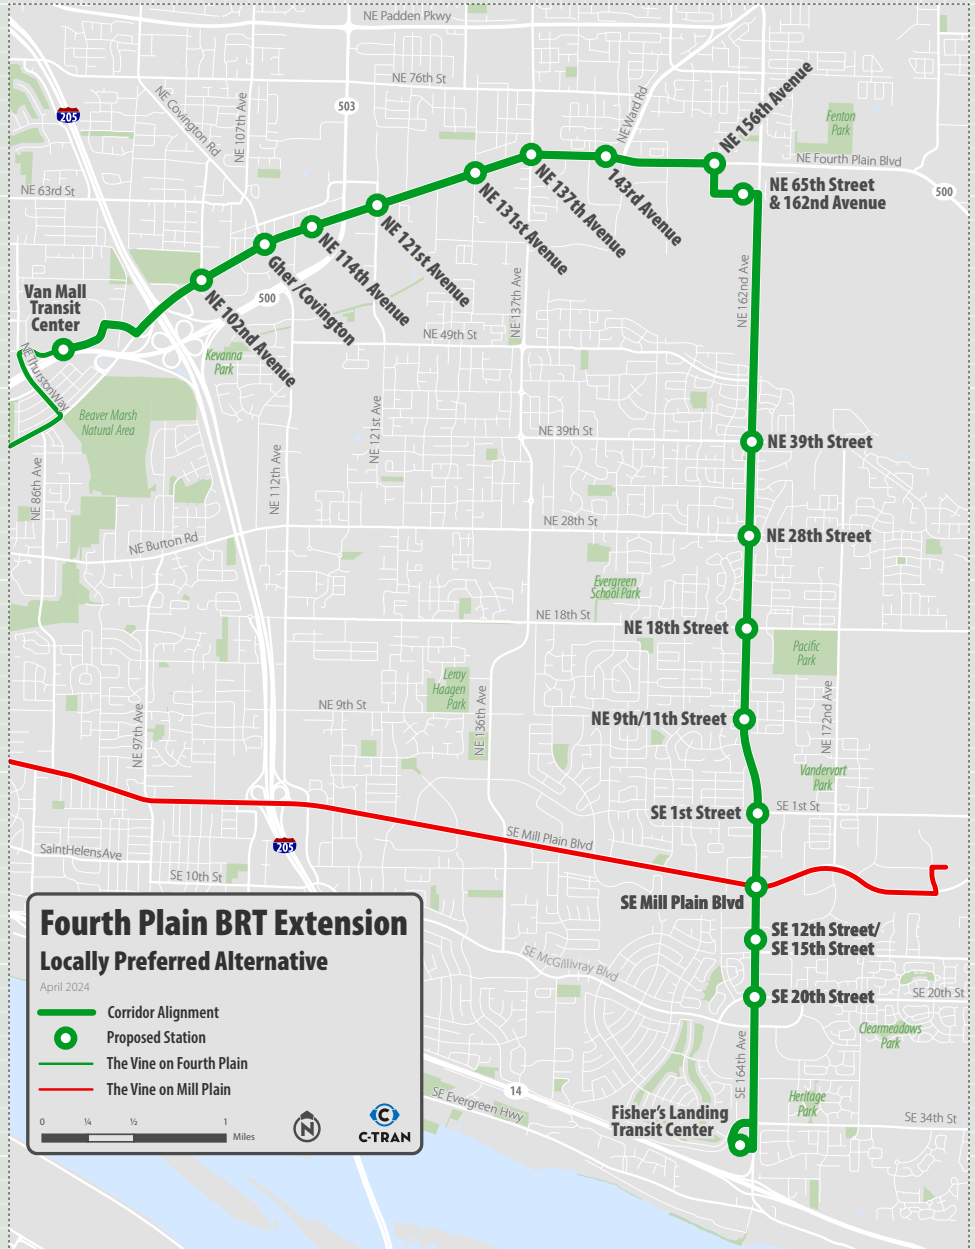 NE Padden Pkwy
NE 76th St
503
205
NE Covington Rd
NE 107th Ave
NE Ward Rd
NE 156th Avenue
Fenton
Park
NE Fourth Plain Blvd
500
NE 63rd St
NE 65th Street
& 162nd Avenue
143rd Avenue
NE 137th Avenue
NE 131st Avenue
NE 121st Avenue
NE 114th Avenue
Gher/Covington
NE 102nd Avenue
Van Mall
Transit
Center
500
NE 137th Ave
NE 162nd Ave
NE 49th St
Kevanna
Park
NE Thurston Way
Beaver Marsh
Natural Area
NE 121st Ave
NE 39th St
NE 39th Street
NE 86th Ave
NE 112th Ave
NE 28th St
NE 28th Street
NE Burton Rd
Evergreen
School Park
NE 18th St
NE 18th Street
Pacific
Park
Leroy
Haagen
Park
NE 9th St
NE 97th Ave
NE 136th Ave
NE 9th/11th Street
NE 172nd Ave
Vandervort
Park
SE 1st Street
SE 1st St
SE Mill Plain Blvd
205
SaintHelensAve
SE 10th St
SE Mill Plain Blvd
SE 12th Street/
SE 15th Street
SE McGillivray Blvd
SE 20th Street
SE 20th St
Clearmeadows
Park
SE 164th Ave
14
SE Evergreen Hwy
Heritage
Park
SE 34th St
Fisher's Landing
Transit Center
Fourth Plain BRT Extension
Locally Preferred Alternative
April 2024
Corridor Alignment
Proposed Station
The Vine on Fourth Plain
The Vine on Mill Plain
0 ¼ ½ 1
Miles
N
C
C-TRAN